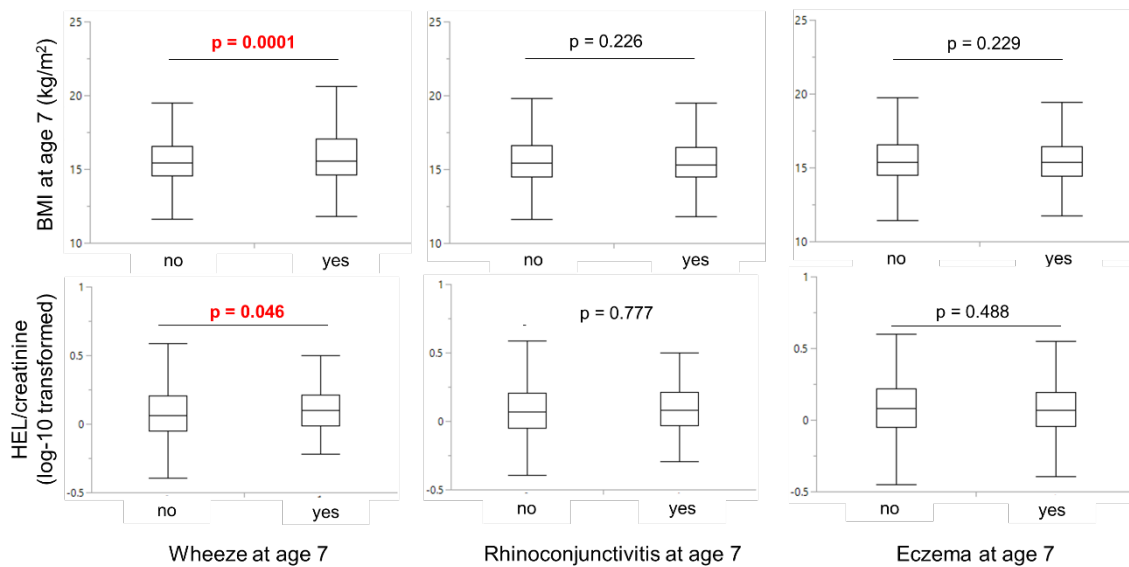 BMI at age 7 (kg/m²)
25
20
15
10
p = 0.0001
no
yes
25
20
15
10
p = 0.226
no
yes
25
20
15
10
p = 0.229
no
yes
HEL/creatinine
(log-10 transformed)
1
0.5
0
-0.5
p = 0.046
no
yes
1
0.5
0
-0.5
p = 0.777
no
yes
1
0.5
0
-0.5
p = 0.488
no
yes
Wheeze at age 7
Rhinoconjunctivitis at age 7
Eczema at age 7